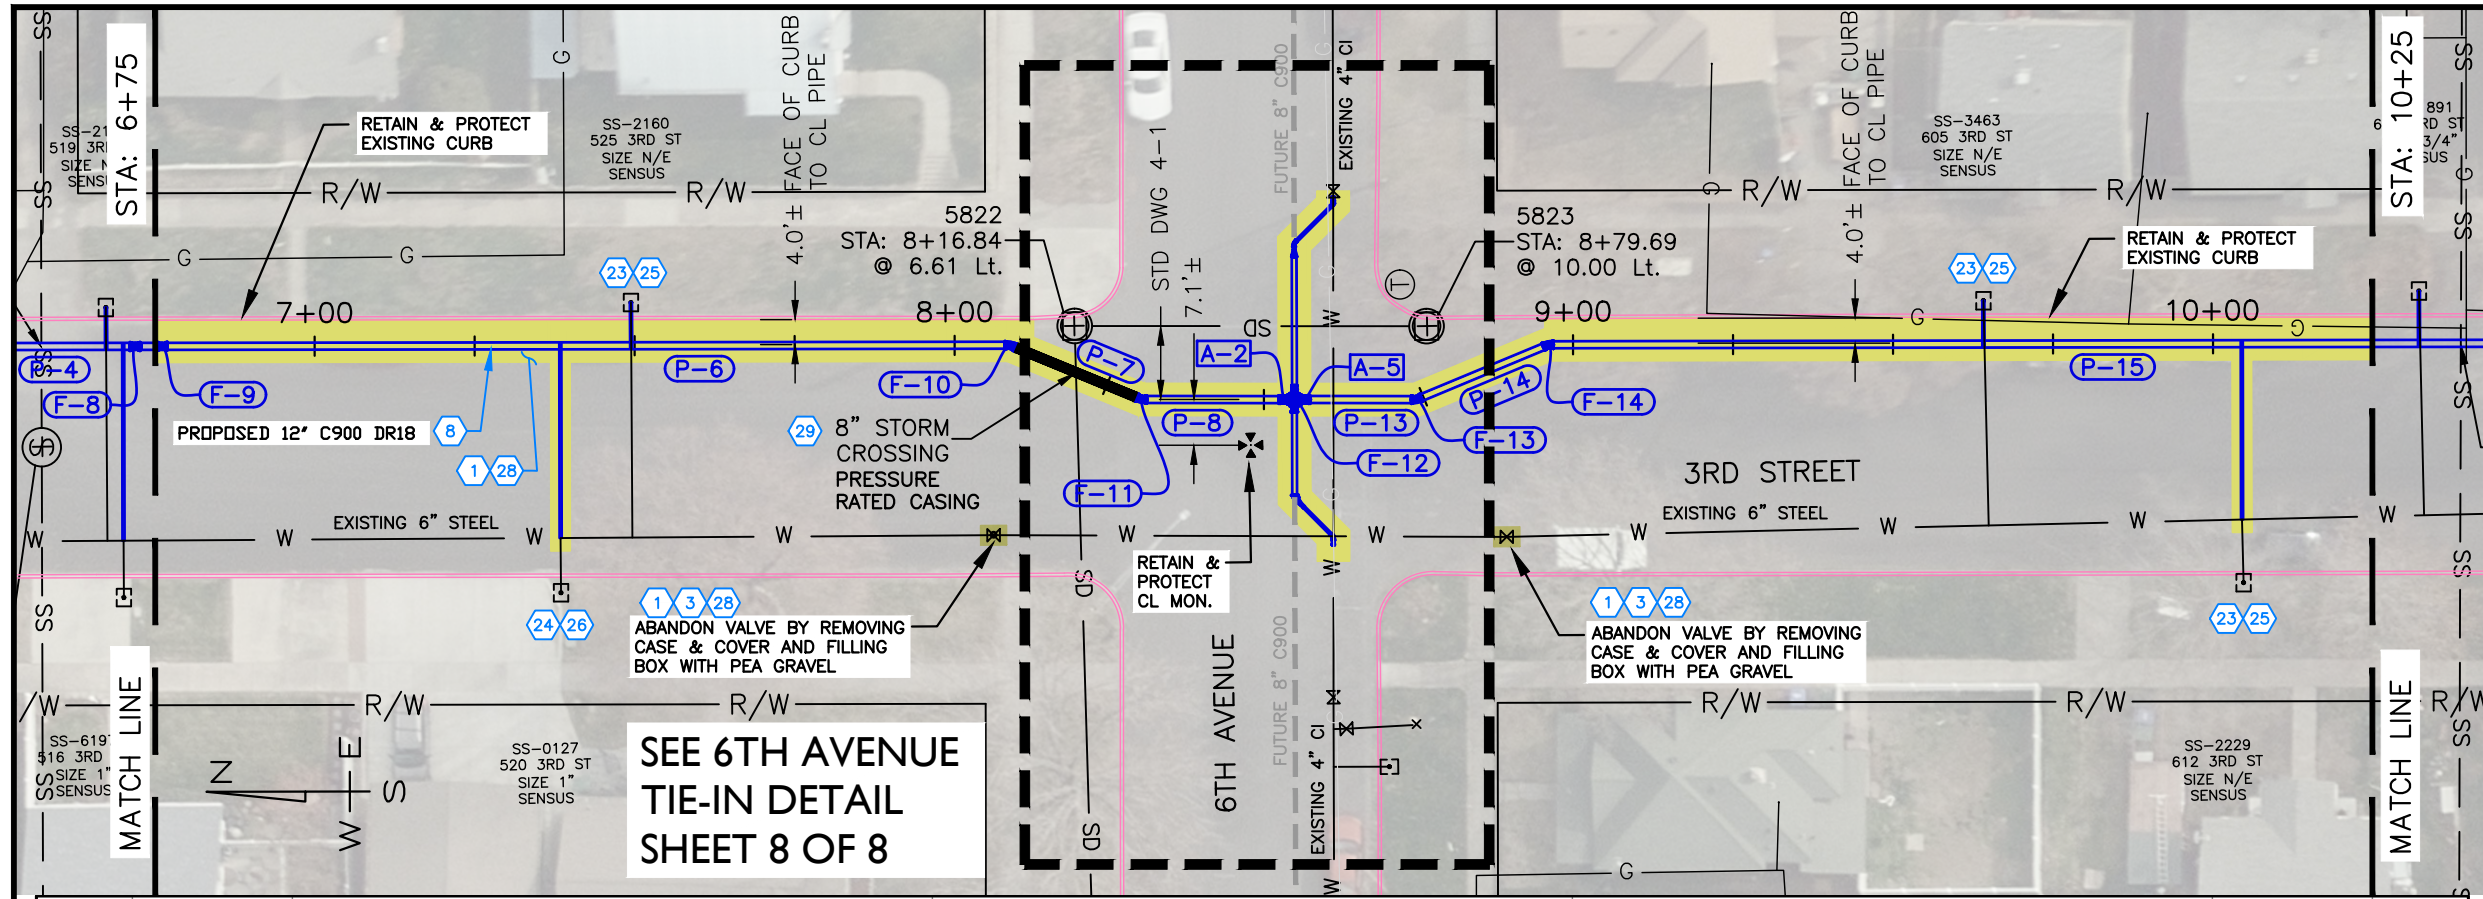 STA: 6+75
MATCH LINE
STA: 10+25
MATCH LINE
RETAIN & PROTECT
EXISTING CURB
SS-2160
525 3RD ST
SIZE N/E
SENSUS
4.0'± FACE OF CURB
TO CL PIPE
R/W
R/W
G
G
G
7+00
8+00
23
25
5822
STA: 8+16.84
@ 6.61 Lt.
STD DWG 4-1
7.1'±
FUTURE 8" C900
EXISTING 4" CI
5823
STA: 8+79.69
@ 10.00 Lt.
T
SD
4.0'± FACE OF CURB
TO CL PIPE
SS-3463
605 3RD ST
SIZE N/E
SENSUS
R/W
R/W
RETAIN & PROTECT
EXISTING CURB
23
25
9+00
10+00
G
G
G
P-4
F-8
F-9
P-6
F-10
P-7
A-2
A-5
P-8
P-13
P-14
F-14
F-13
F-12
F-11
P-15
PROPOSED 12" C900 DR18
8
1
28
29
8" STORM
CROSSING
PRESSURE
RATED CASING
3RD STREET
EXISTING 6" STEEL
EXISTING 6" STEEL
W
W
W
W
W
W
W
W
W
W
W
W
SS
SS
SS
SS
SS
SS
SS
SD
SD
RETAIN &
PROTECT
CL MON.
24
26
1
3
28
ABANDON VALVE BY REMOVING
CASE & COVER AND FILLING
BOX WITH PEA GRAVEL
1
3
28
ABANDON VALVE BY REMOVING
CASE & COVER AND FILLING
BOX WITH PEA GRAVEL
23
25
6TH AVENUE
FUTURE 8" C900
EXISTING 4" CI
R/W
R/W
R/W
R/W
SS-0127
520 3RD ST
SIZE 1"
SENSUS
N
S
W
E
SEE 6TH AVENUE
TIE-IN DETAIL
SHEET 8 OF 8
SS-2229
612 3RD ST
SIZE N/E
SENSUS
G